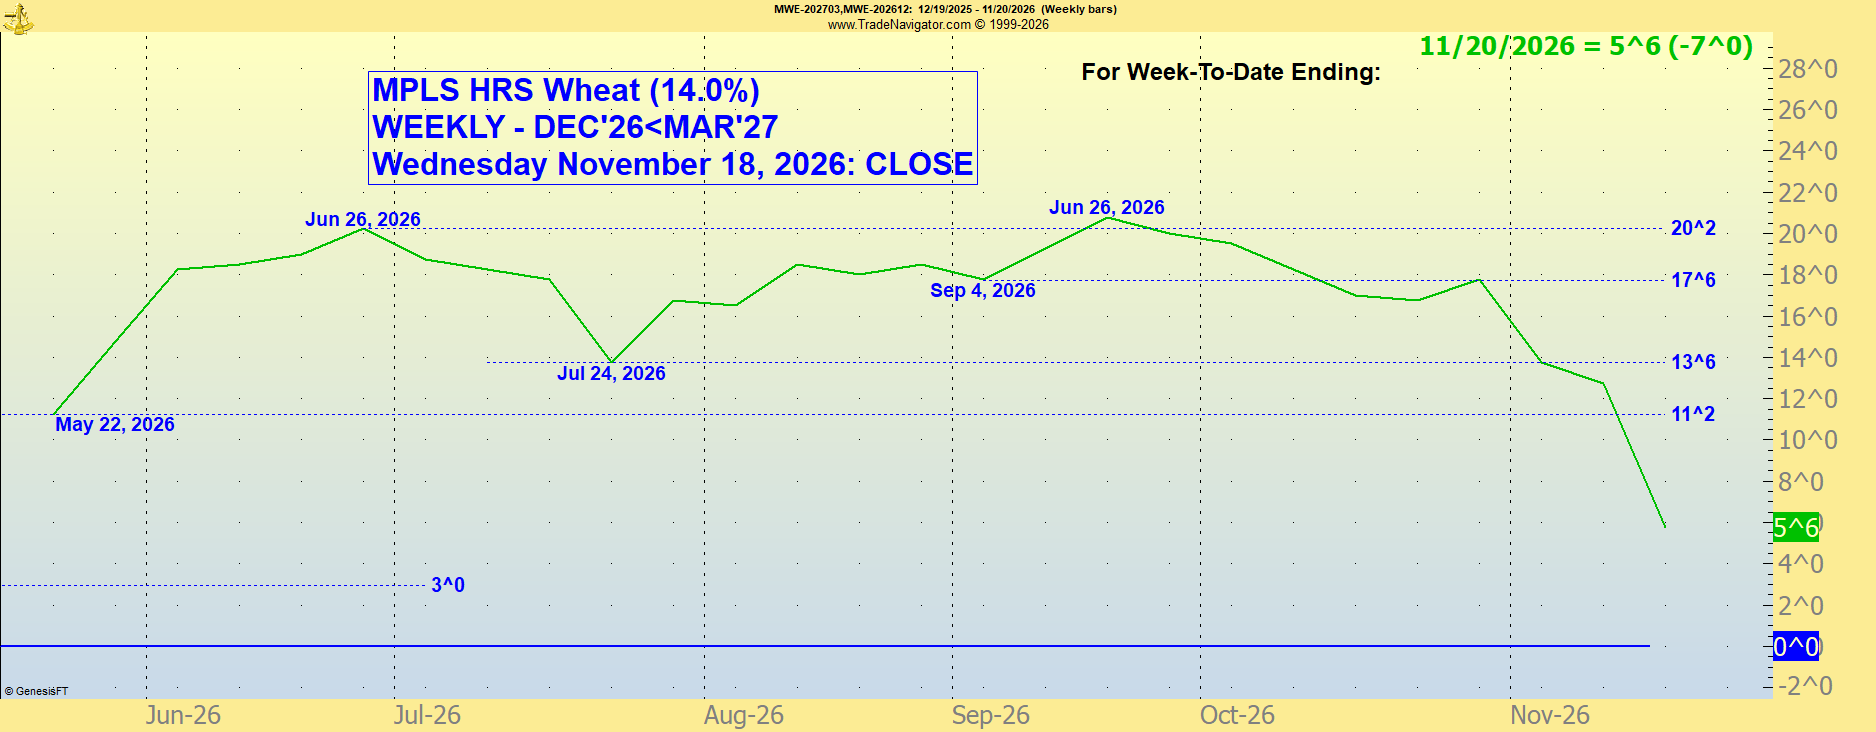 MWE-202703,MWE-202612: 12/19/2025 - 11/20/2026 (Weekly bars)
www.TradeNavigator.com © 1999-2026
11/20/2026 = 5^6 (-7^0)
For Week-To-Date Ending:
MPLS HRS Wheat (14.0%)
WEEKLY - DEC'26<MAR'27
Wednesday November 18, 2026: CLOSE
Jun 26, 2026
Jun 26, 2026
Sep 4, 2026
Jul 24, 2026
May 22, 2026
20^2
17^6
13^6
11^2
3^0
28^0
26^0
24^0
22^0
20^0
18^0
16^0
14^0
12^0
10^0
8^0
5^6
4^0
2^0
0^0
-2^0
© GenesisFT
Jun-26
Jul-26
Aug-26
Sep-26
Oct-26
Nov-26